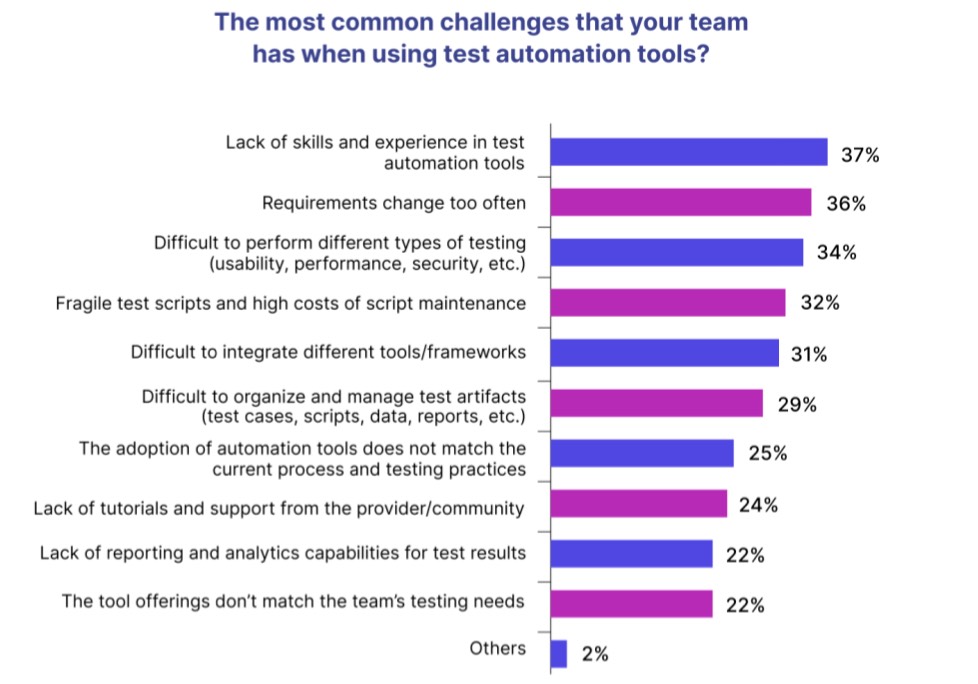 The most common challenges that your team
has when using test automation tools?
Lack of skills and experience in test
automation tools
37%
Requirements change too often
36%
Difficult to perform different types of testing
(usability, performance, security, etc.)
34%
Fragile test scripts and high costs of script maintenance
32%
Difficult to integrate different tools/frameworks
31%
Difficult to organize and manage test artifacts
(test cases, scripts, data, reports, etc.)
29%
The adoption of automation tools does not match the
current process and testing practices
25%
Lack of tutorials and support from the provider/community
24%
Lack of reporting and analytics capabilities for test results
22%
The tool offerings don’t match the team’s testing needs
22%
Others
2%